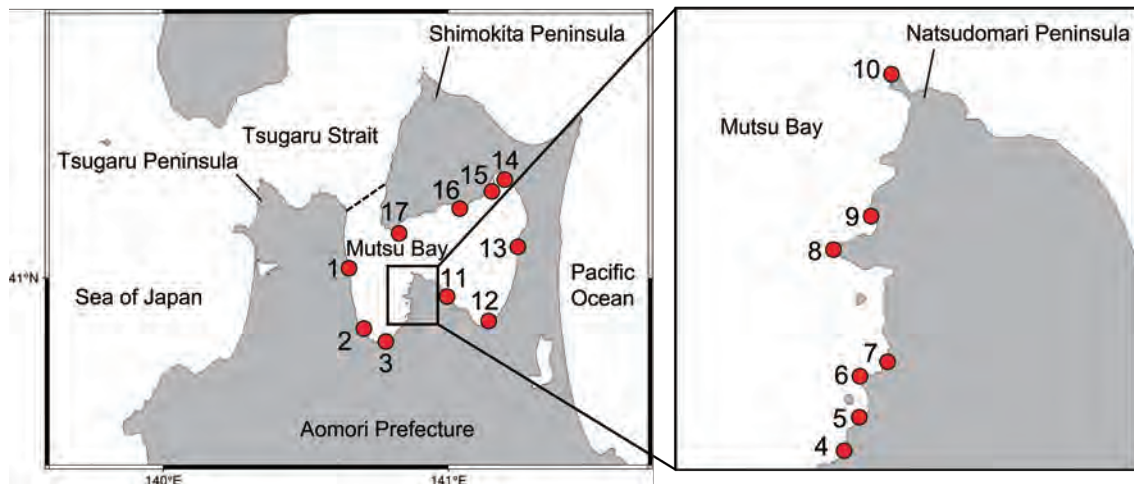 Shimokita Peninsula
Tsugaru Strait
Tsugaru Peninsula
14
15
16
17
Mutsu Bay
13
1
11
41°N
Sea of Japan
Pacific
Ocean
12
2
3
Aomori Prefecture
140°E
141°E
Natsudomari Peninsula
10
Mutsu Bay
9
8
7
6
5
4